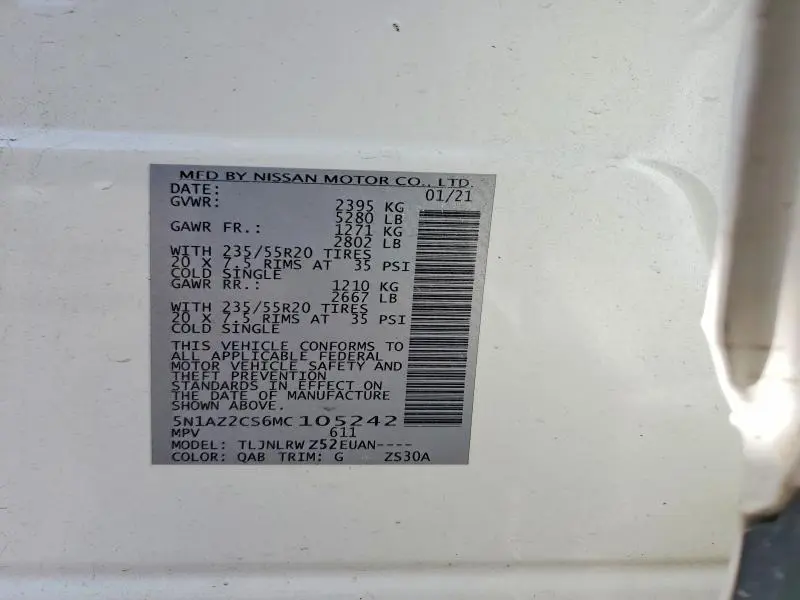 MFD BY NISSAN MOTOR CO., LTD.
DATE: 01/21
GVWR: 2395 KG
5280 LB
GAWR FR.: 1271 KG
2802 LB
WITH 235/55R20 TIRES
20 X 7.5 RIMS AT 35 PSI
COLD SINGLE
GAWR RR.: 1210 KG
2667 LB
WITH 235/55R20 TIRES
20 X 7.5 RIMS AT 35 PSI
COLD SINGLE
THIS VEHICLE CONFORMS TO
ALL APPLICABLE FEDERAL
MOTOR VEHICLE SAFETY AND
THEFT PREVENTION
STANDARDS IN EFFECT ON
THE DATE OF MANUFACTURE
SHOWN ABOVE.
5N1AZ2CS6MC105242
MPV 611
MODEL: TLJNLRWZ52EUAN----
COLOR: QAB TRIM: G ZS30A